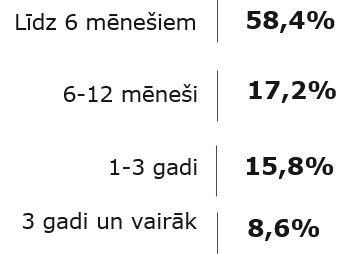 Līdz 6 mēnešiem 58,4%
6-12 mēneši 17,2%
1-3 gadi 15,8%
3 gadi un vairāk 8,6%